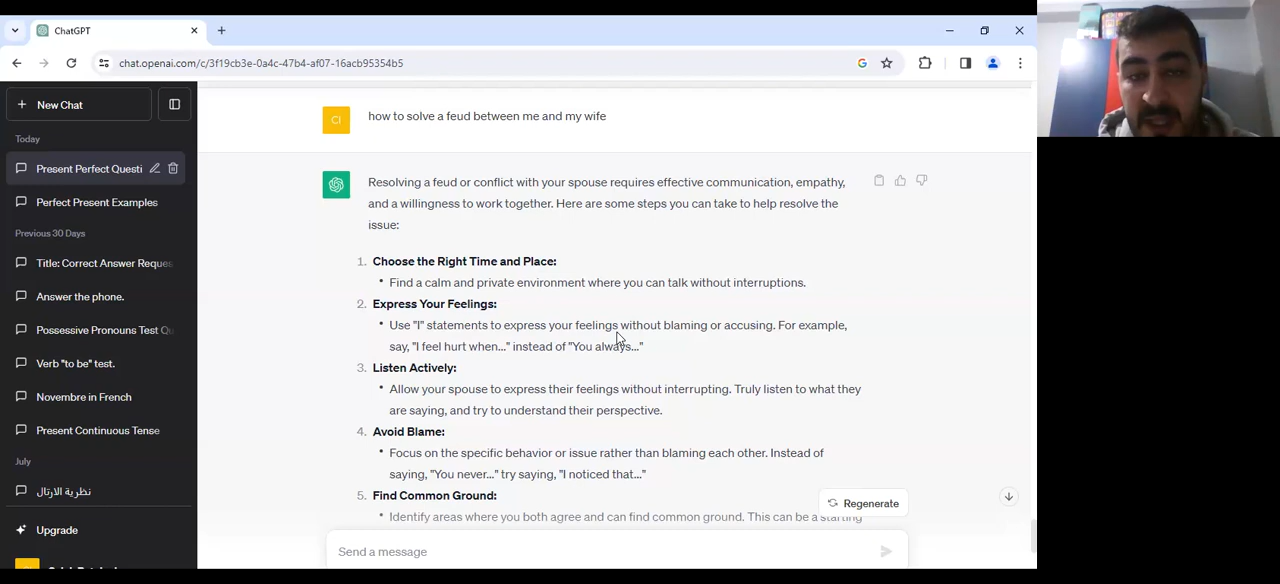 ChatGPT
chat.openai.com/c/3f19cb3e-0a4c-47b4-af07-16acb95354b5
New Chat
Today
Present Perfect Questi
Perfect Present Examples
Previous 30 Days
Title: Correct Answer Reques
Answer the phone.
Possessive Pronouns Test Qu
Verb "to be" test.
Novembre in French
Present Continuous Tense
July
نظرية الارتال
Upgrade
CI
how to solve a feud between me and my wife
Resolving a feud or conflict with your spouse requires effective communication, empathy,
and a willingness to work together. Here are some steps you can take to help resolve the
issue:
1. Choose the Right Time and Place:
• Find a calm and private environment where you can talk without interruptions.
2. Express Your Feelings:
• Use "I" statements to express your feelings without blaming or accusing. For example,
say, "I feel hurt when..." instead of "You always..."
3. Listen Actively:
• Allow your spouse to express their feelings without interrupting. Truly listen to what they
are saying, and try to understand their perspective.
4. Avoid Blame:
• Focus on the specific behavior or issue rather than blaming each other. Instead of
saying, "You never..." try saying, "I noticed that..."
5. Find Common Ground:
• Identify areas where you both agree and can find common ground. This can be a starting
Regenerate
Send a message